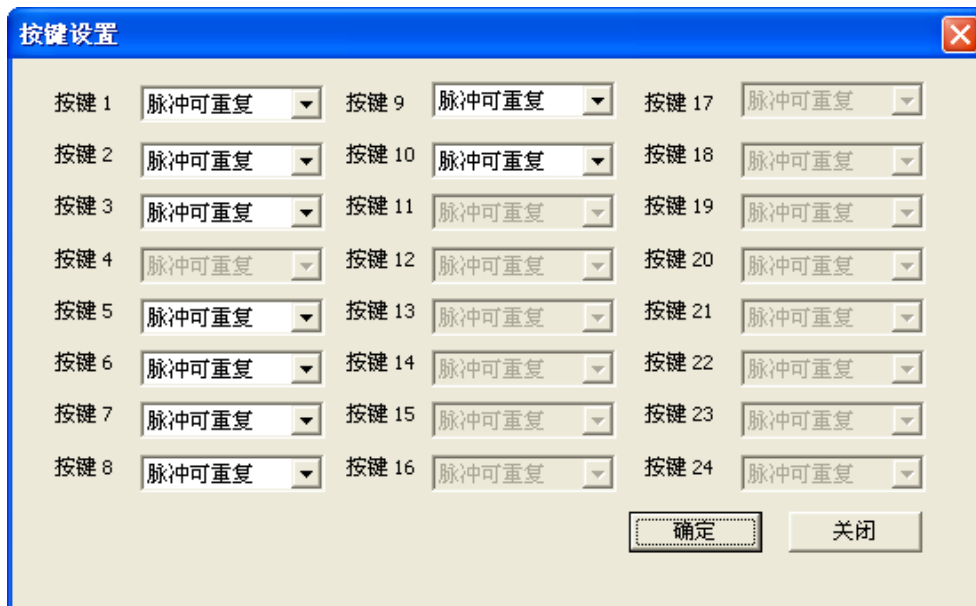 按键设置
按键 1 脉冲可重复 按键 9 脉冲可重复 按键 17 脉冲可重复
按键 2 脉冲可重复 按键 10 脉冲可重复 按键 18 脉冲可重复
按键 3 脉冲可重复 按键 11 脉冲可重复 按键 19 脉冲可重复
按键 4 脉冲可重复 按键 12 脉冲可重复 按键 20 脉冲可重复
按键 5 脉冲可重复 按键 13 脉冲可重复 按键 21 脉冲可重复
按键 6 脉冲可重复 按键 14 脉冲可重复 按键 22 脉冲可重复
按键 7 脉冲可重复 按键 15 脉冲可重复 按键 23 脉冲可重复
按键 8 脉冲可重复 按键 16 脉冲可重复 按键 24 脉冲可重复
确定 关闭